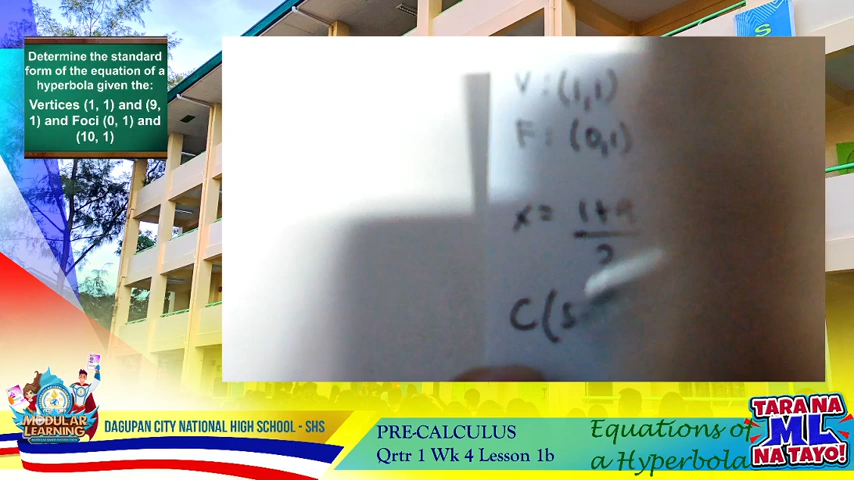 Determine the standard
form of the equation of a
hyperbola given the:
Vertices (1, 1) and (9,
1) and Foci (0, 1) and
(10, 1)
S
V: (1,1)
F: (0,1)
x = 1+9
2
C(5
MODULAR
LEARNING
DAGUPAN CITY NATIONAL HIGH SCHOOL - SHS
PRE-CALCULUS
Qrtr 1 Wk 4 Lesson 1b
Equations of
a Hyperbola
TARA NA
ML
NA TAYO!